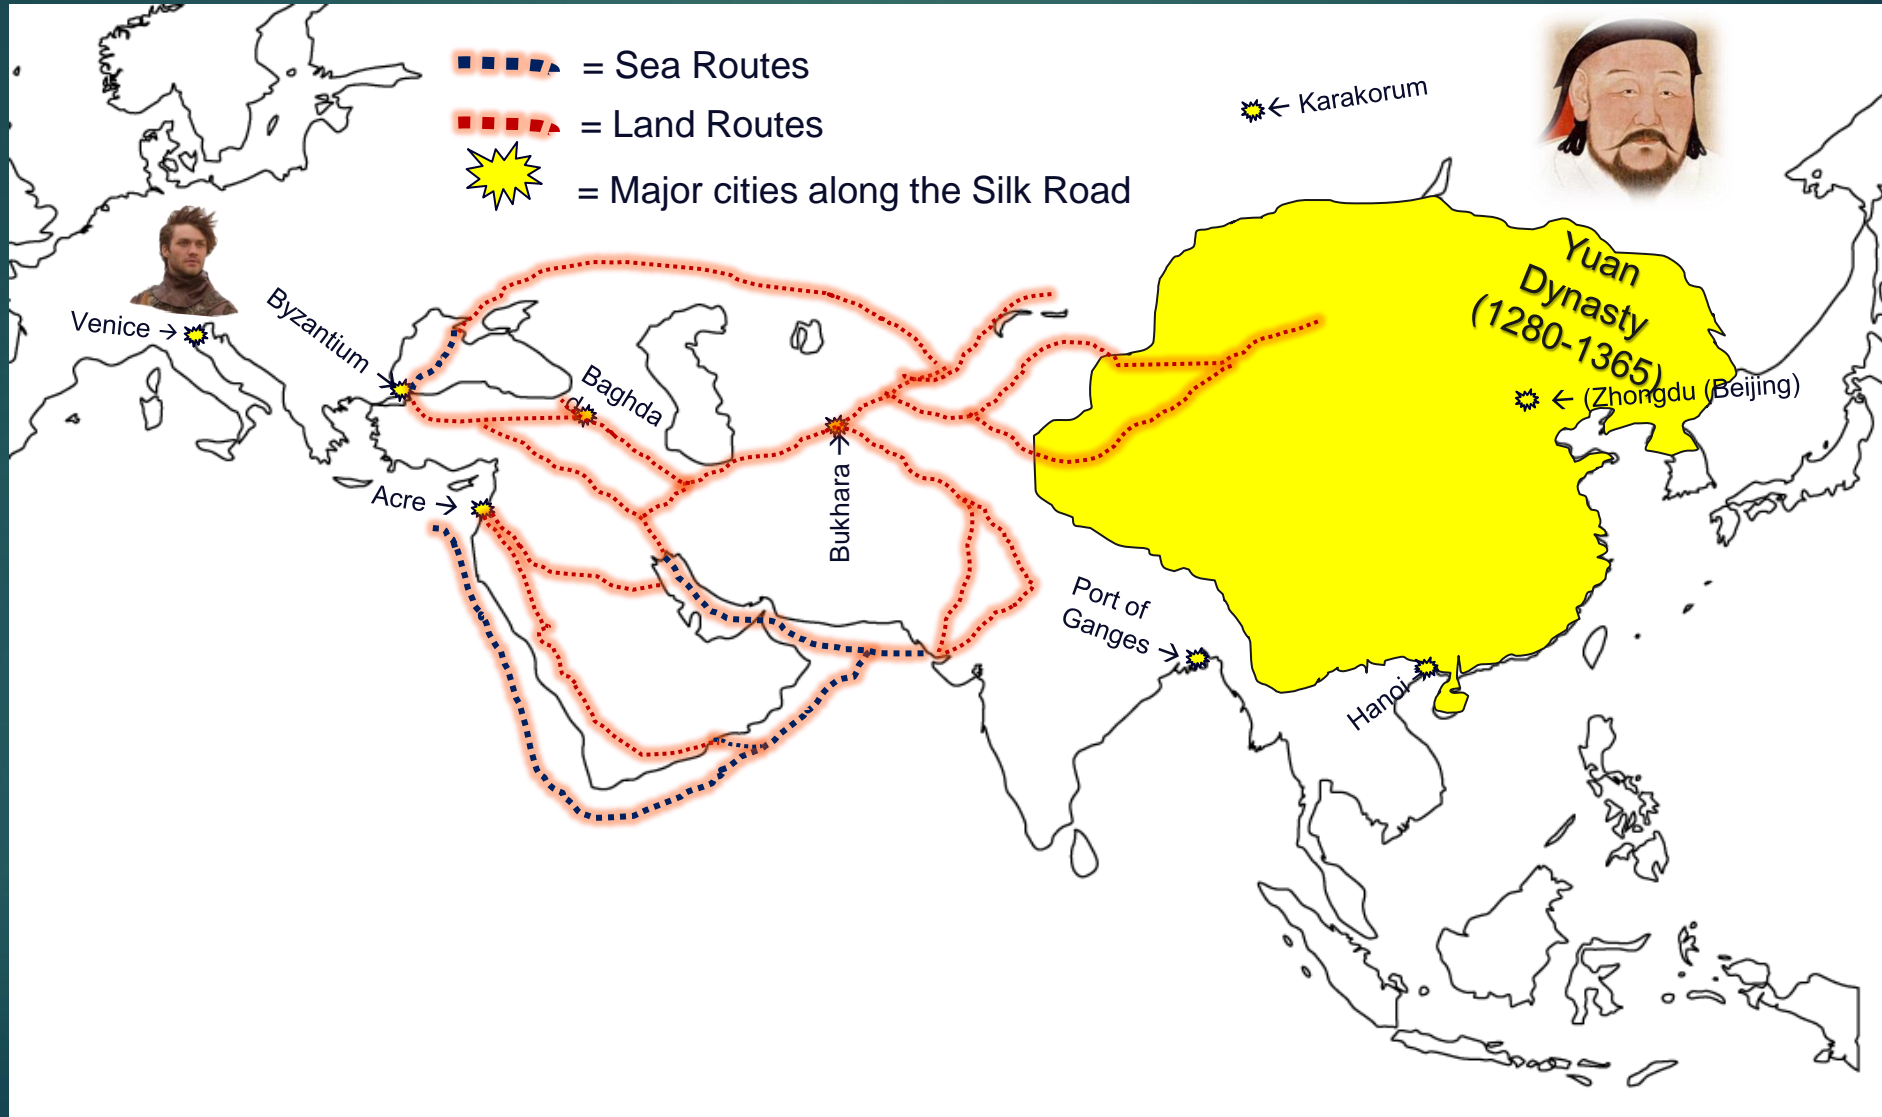 = Sea Routes
= Land Routes
= Major cities along the Silk Road
← Karakorum
Yuan
Dynasty
(1280-1365)
Venice →
Byzantium
Baghda
d
← (Zhongdu (Beijing)
Acre →
Bukhara →
Port of
Ganges →
Hanoi